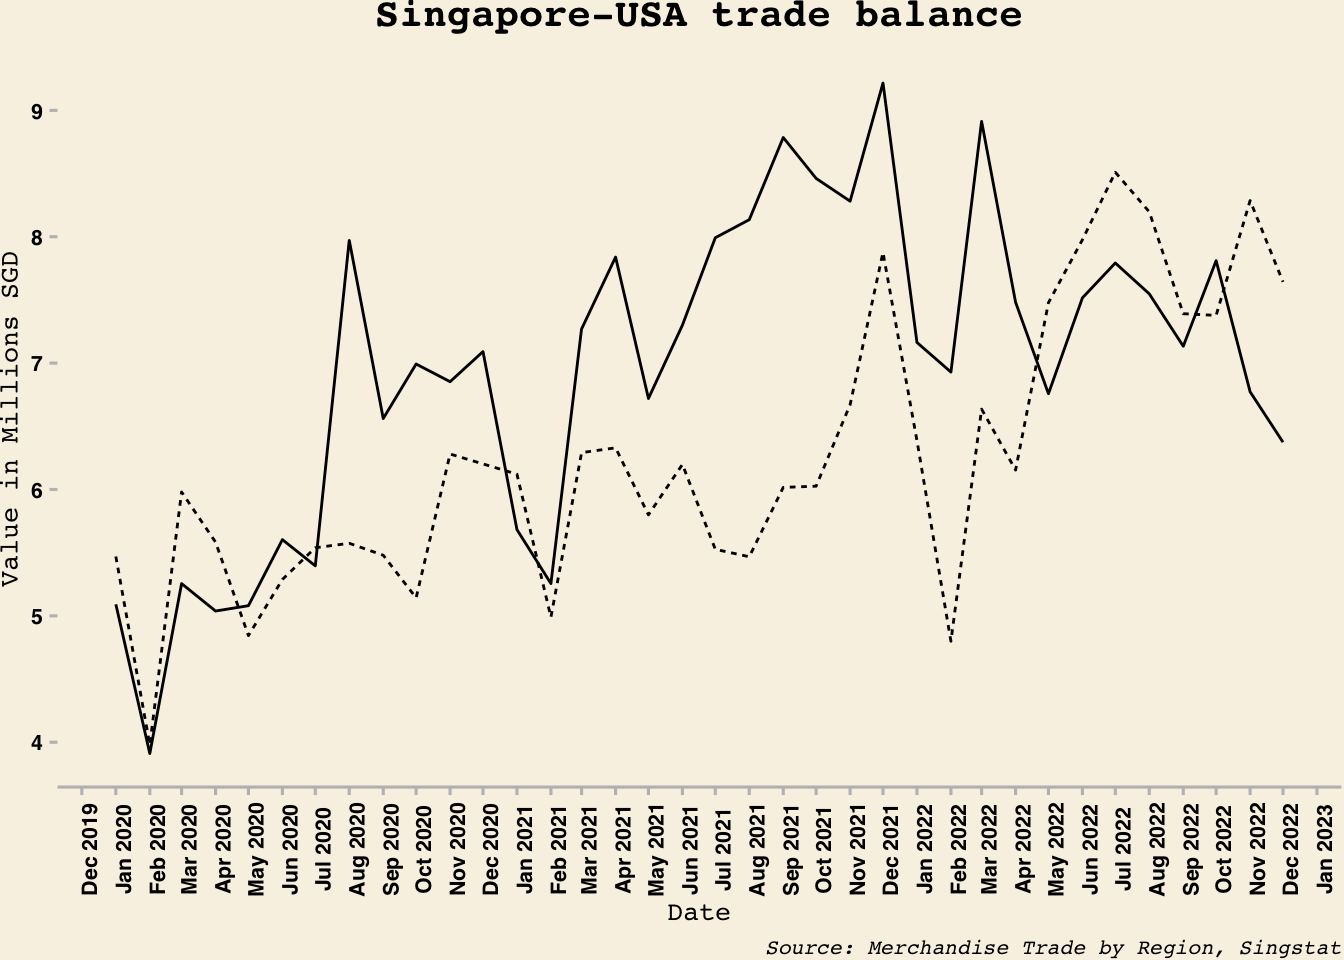 Singapore-USA trade balance
Value in Millions SGD
9
8
7
6
5
4
Dec 2019
Jan 2020
Feb 2020
Mar 2020
Apr 2020
May 2020
Jun 2020
Jul 2020
Aug 2020
Sep 2020
Oct 2020
Nov 2020
Dec 2020
Jan 2021
Feb 2021
Mar 2021
Apr 2021
May 2021
Jun 2021
Jul 2021
Aug 2021
Sep 2021
Oct 2021
Nov 2021
Dec 2021
Jan 2022
Feb 2022
Mar 2022
Apr 2022
May 2022
Jun 2022
Jul 2022
Aug 2022
Sep 2022
Oct 2022
Nov 2022
Dec 2022
Jan 2023
Date
Source: Merchandise Trade by Region, Singstat